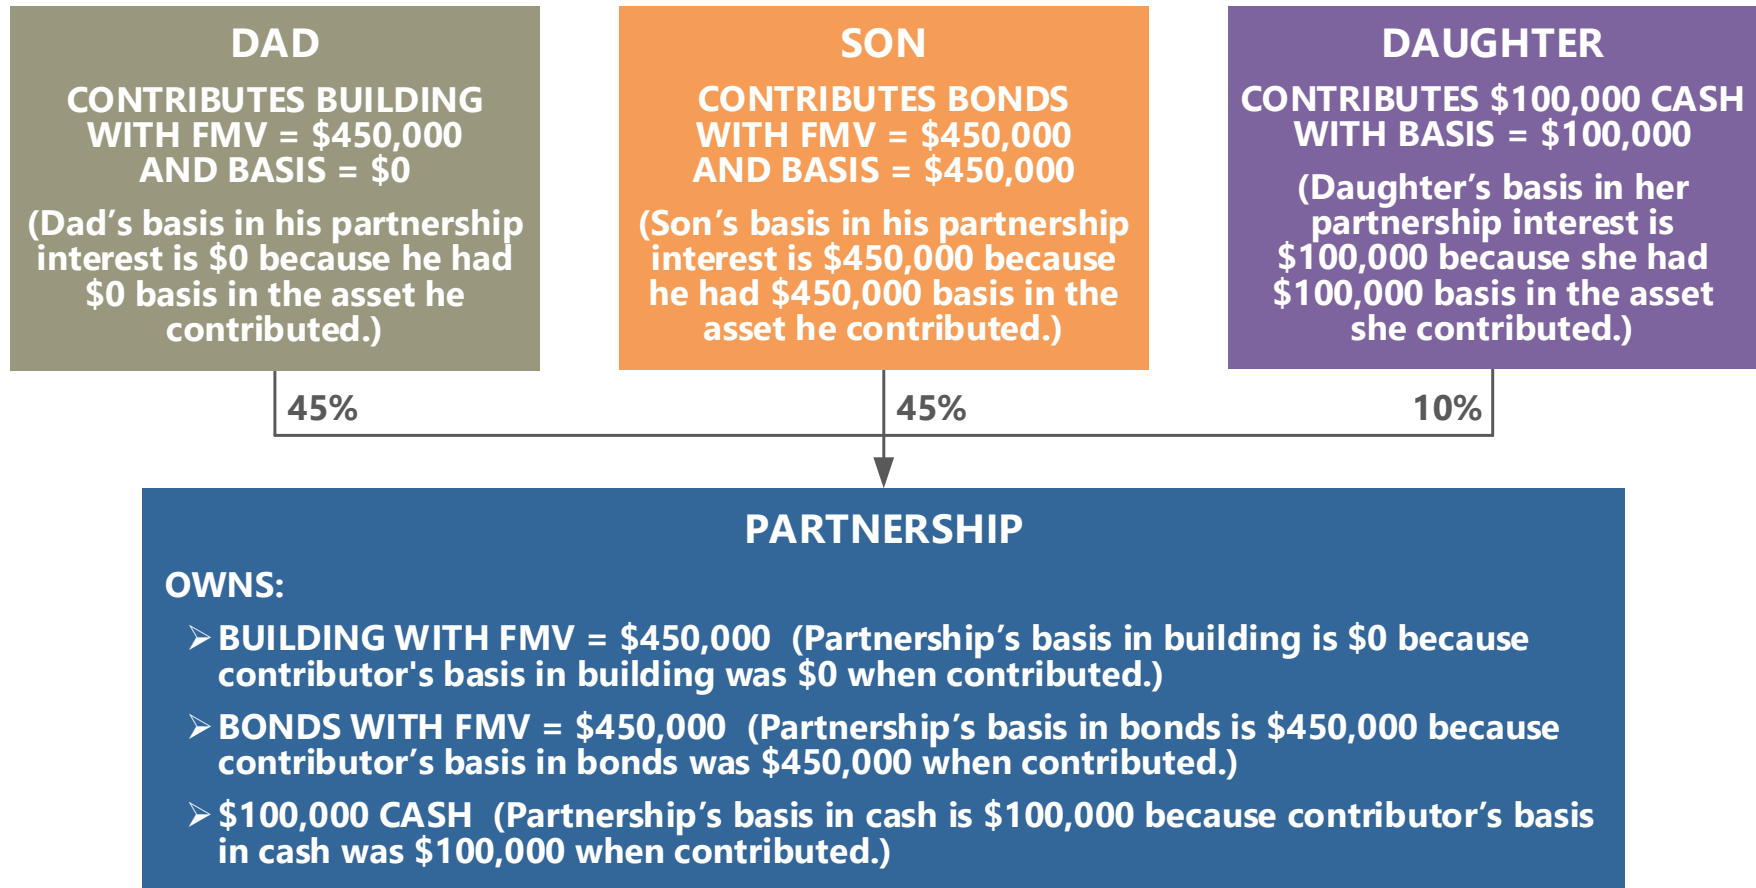 DAD
CONTRIBUTES BUILDING
WITH FMV = $450,000
AND BASIS = $0
(Dad’s basis in his partnership
interest is $0 because he had
$0 basis in the asset he
contributed.)
SON
CONTRIBUTES BONDS
WITH FMV = $450,000
AND BASIS = $450,000
(Son’s basis in his partnership
interest is $450,000 because
he had $450,000 basis in the
asset he contributed.)
DAUGHTER
CONTRIBUTES $100,000 CASH
WITH BASIS = $100,000
(Daughter’s basis in her
partnership interest is
$100,000 because she had
$100,000 basis in the asset
she contributed.)
45%
45%
10%
PARTNERSHIP
OWNS:
➢ BUILDING WITH FMV = $450,000 (Partnership’s basis in building is $0 because
contributor's basis in building was $0 when contributed.)
➢ BONDS WITH FMV = $450,000 (Partnership’s basis in bonds is $450,000 because
contributor’s basis in bonds was $450,000 when contributed.)
➢ $100,000 CASH (Partnership’s basis in cash is $100,000 because contributor’s basis
in cash was $100,000 when contributed.)